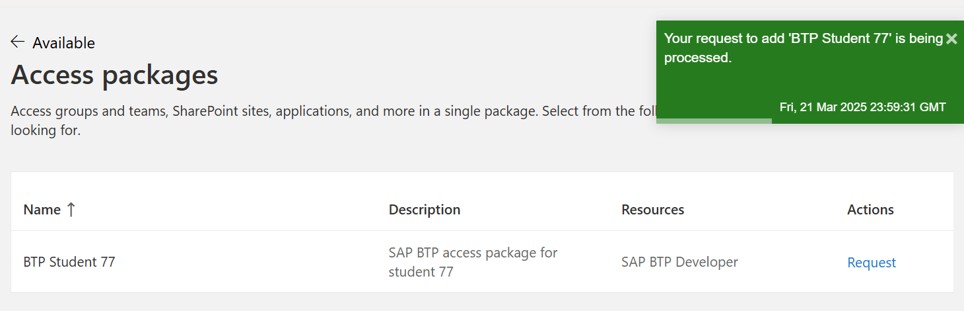 ← Available
Access packages
Access groups and teams, SharePoint sites, applications, and more in a single package. Select from the
looking for.
Your request to add 'BTP Student 77' is being
processed.
Fri, 21 Mar 2025 23:59:31 GMT
Name ↑ Description Resources Actions
BTP Student 77 SAP BTP access package for
student 77 SAP BTP Developer Request